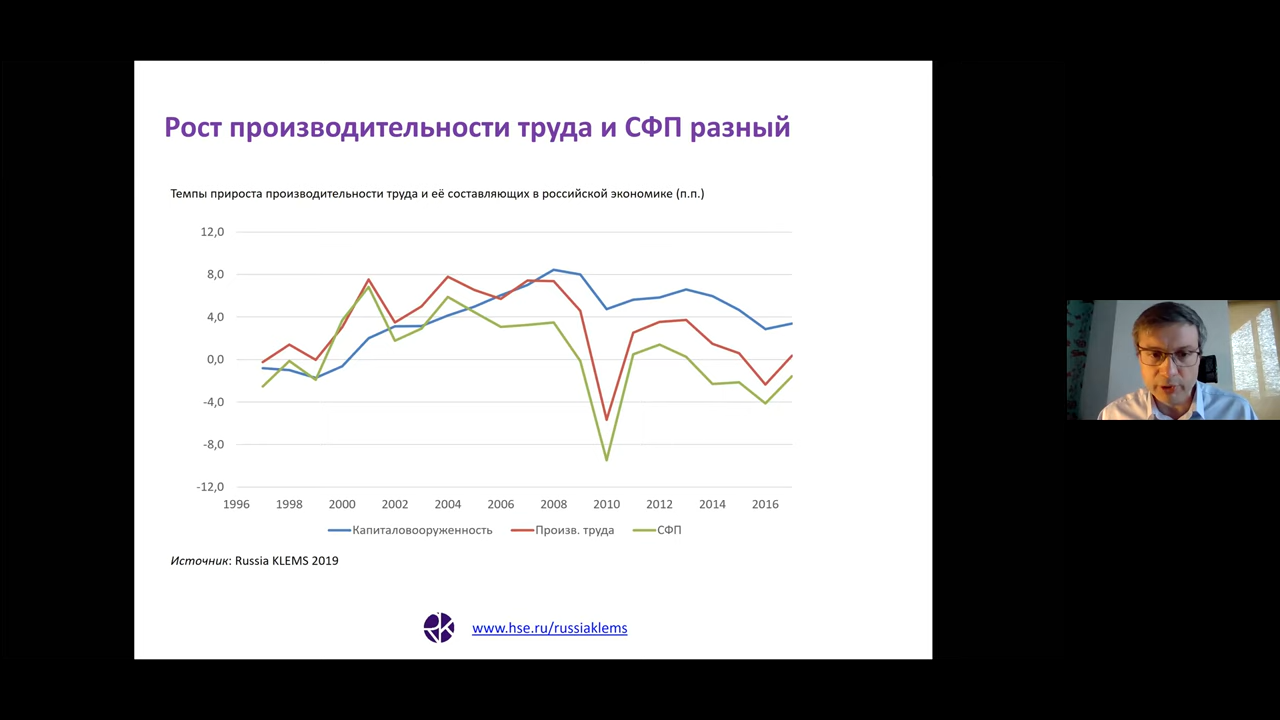 Рост производительности труда и СФП разный
Темпы прироста производительности труда и её составляющих в российской экономике (п.п.)
12,0
8,0
4,0
0,0
-4,0
-8,0
-12,0
1996 1998 2000 2002 2004 2006 2008 2010 2012 2014 2016
Капиталовооруженность Произв. труда СФП
Источник: Russia KLEMS 2019
www.hse.ru/russiaklems